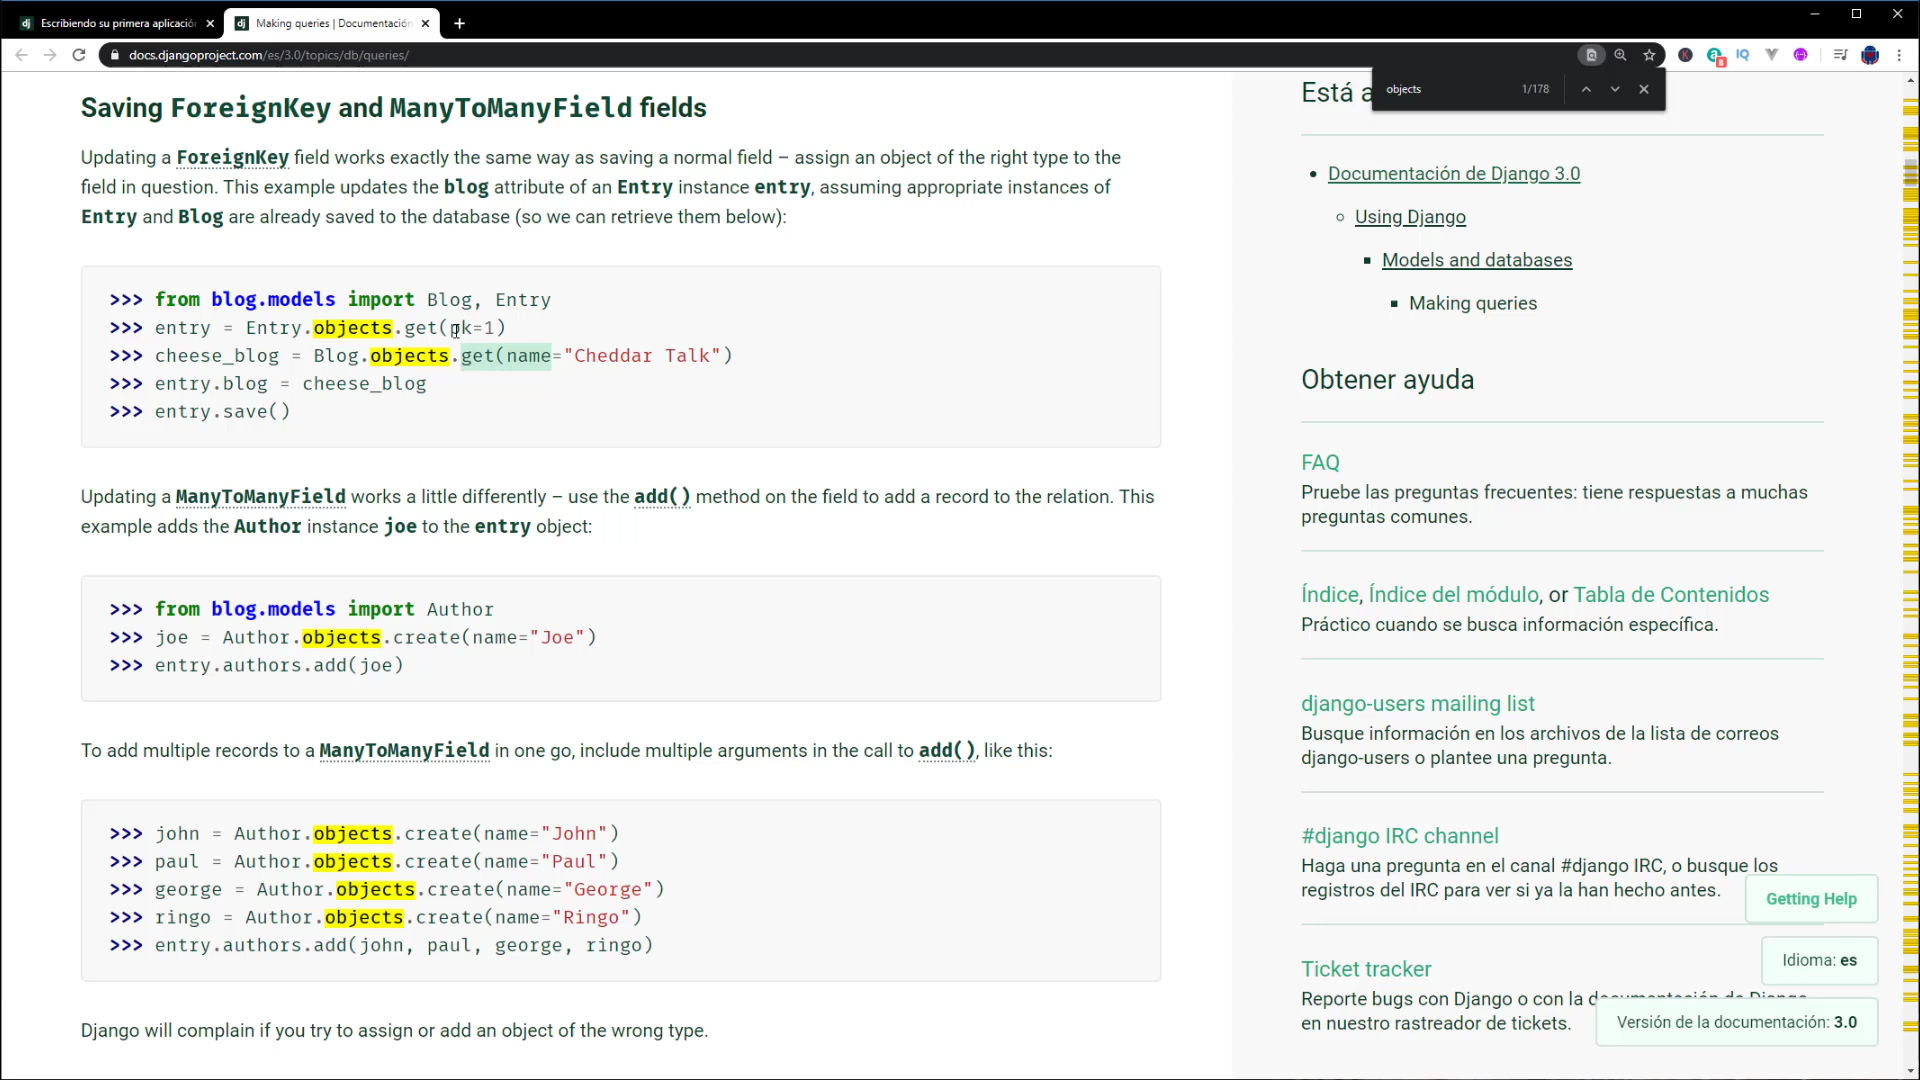 Escribiendo su primera aplicació
Making queries | Documentación
docs.djangoproject.com/es/3.0/topics/db/queries/
objects
1/178
Saving ForeignKey and ManyToManyField fields
Updating a ForeignKey field works exactly the same way as saving a normal field – assign an object of the right type to the
field in question. This example updates the blog attribute of an Entry instance entry, assuming appropriate instances of
Entry and Blog are already saved to the database (so we can retrieve them below):
>>> from blog.models import Blog, Entry
>>> entry = Entry.objects.get(pk=1)
>>> cheese_blog = Blog.objects.get(name="Cheddar Talk")
>>> entry.blog = cheese_blog
>>> entry.save()
Updating a ManyToManyField works a little differently – use the add() method on the field to add a record to the relation. This
example adds the Author instance joe to the entry object:
>>> from blog.models import Author
>>> joe = Author.objects.create(name="Joe")
>>> entry.authors.add(joe)
To add multiple records to a ManyToManyField in one go, include multiple arguments in the call to add(), like this:
>>> john = Author.objects.create(name="John")
>>> paul = Author.objects.create(name="Paul")
>>> george = Author.objects.create(name="George")
>>> ringo = Author.objects.create(name="Ringo")
>>> entry.authors.add(john, paul, george, ringo)
Django will complain if you try to assign or add an object of the wrong type.
Está a
Documentación de Django 3.0
Using Django
Models and databases
Making queries
Obtener ayuda
FAQ
Pruebe las preguntas frecuentes: tiene respuestas a muchas
preguntas comunes.
Índice, Índice del módulo, or Tabla de Contenidos
Práctico cuando se busca información específica.
django-users mailing list
Busque información en los archivos de la lista de correos
django-users o plantee una pregunta.
#django IRC channel
Haga una pregunta en el canal #django IRC, o busque los
registros del IRC para ver si ya la han hecho antes.
Getting Help
Idioma: es
Ticket tracker
Reporte bugs con Django o con la documentación de Django
en nuestro rastreador de tickets.
Versión de la documentación: 3.0